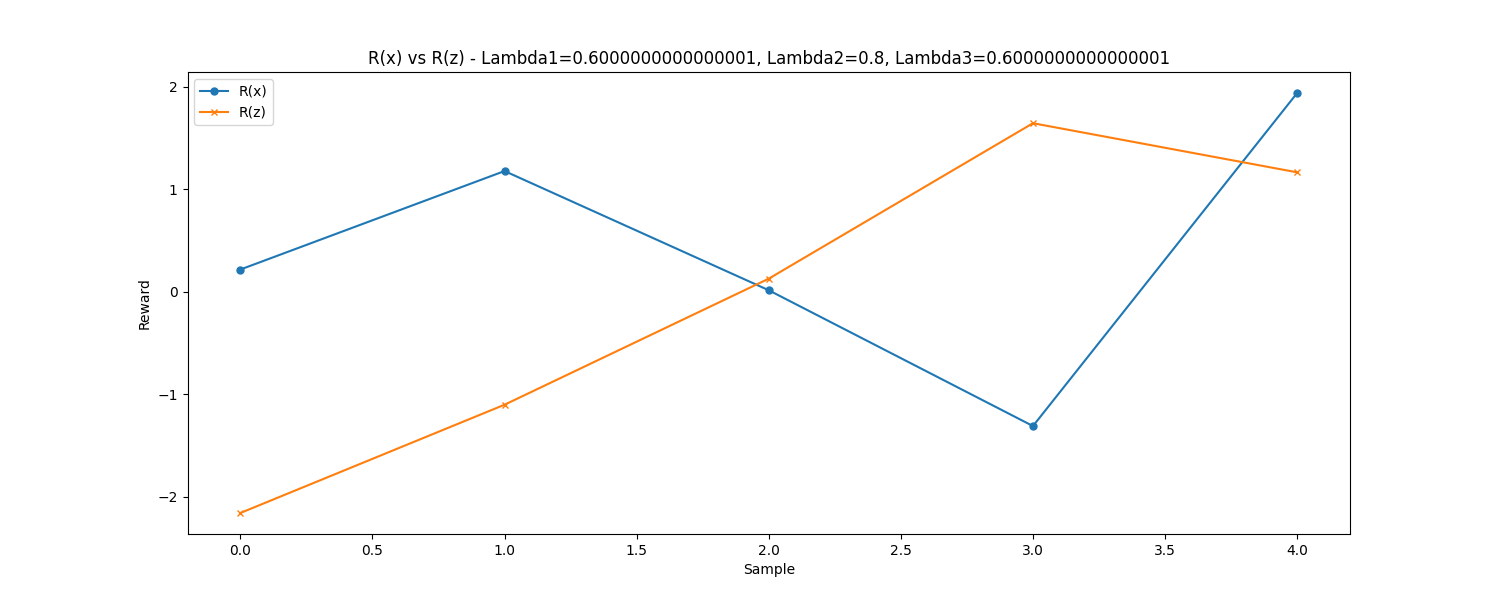 R(x) vs R(z) - Lambda1=0.6000000000000001, Lambda2=0.8, Lambda3=0.6000000000000001
R(x)
R(z)
2
1
0
−1
−2
Reward
0.0 0.5 1.0 1.5 2.0 2.5 3.0 3.5 4.0
Sample